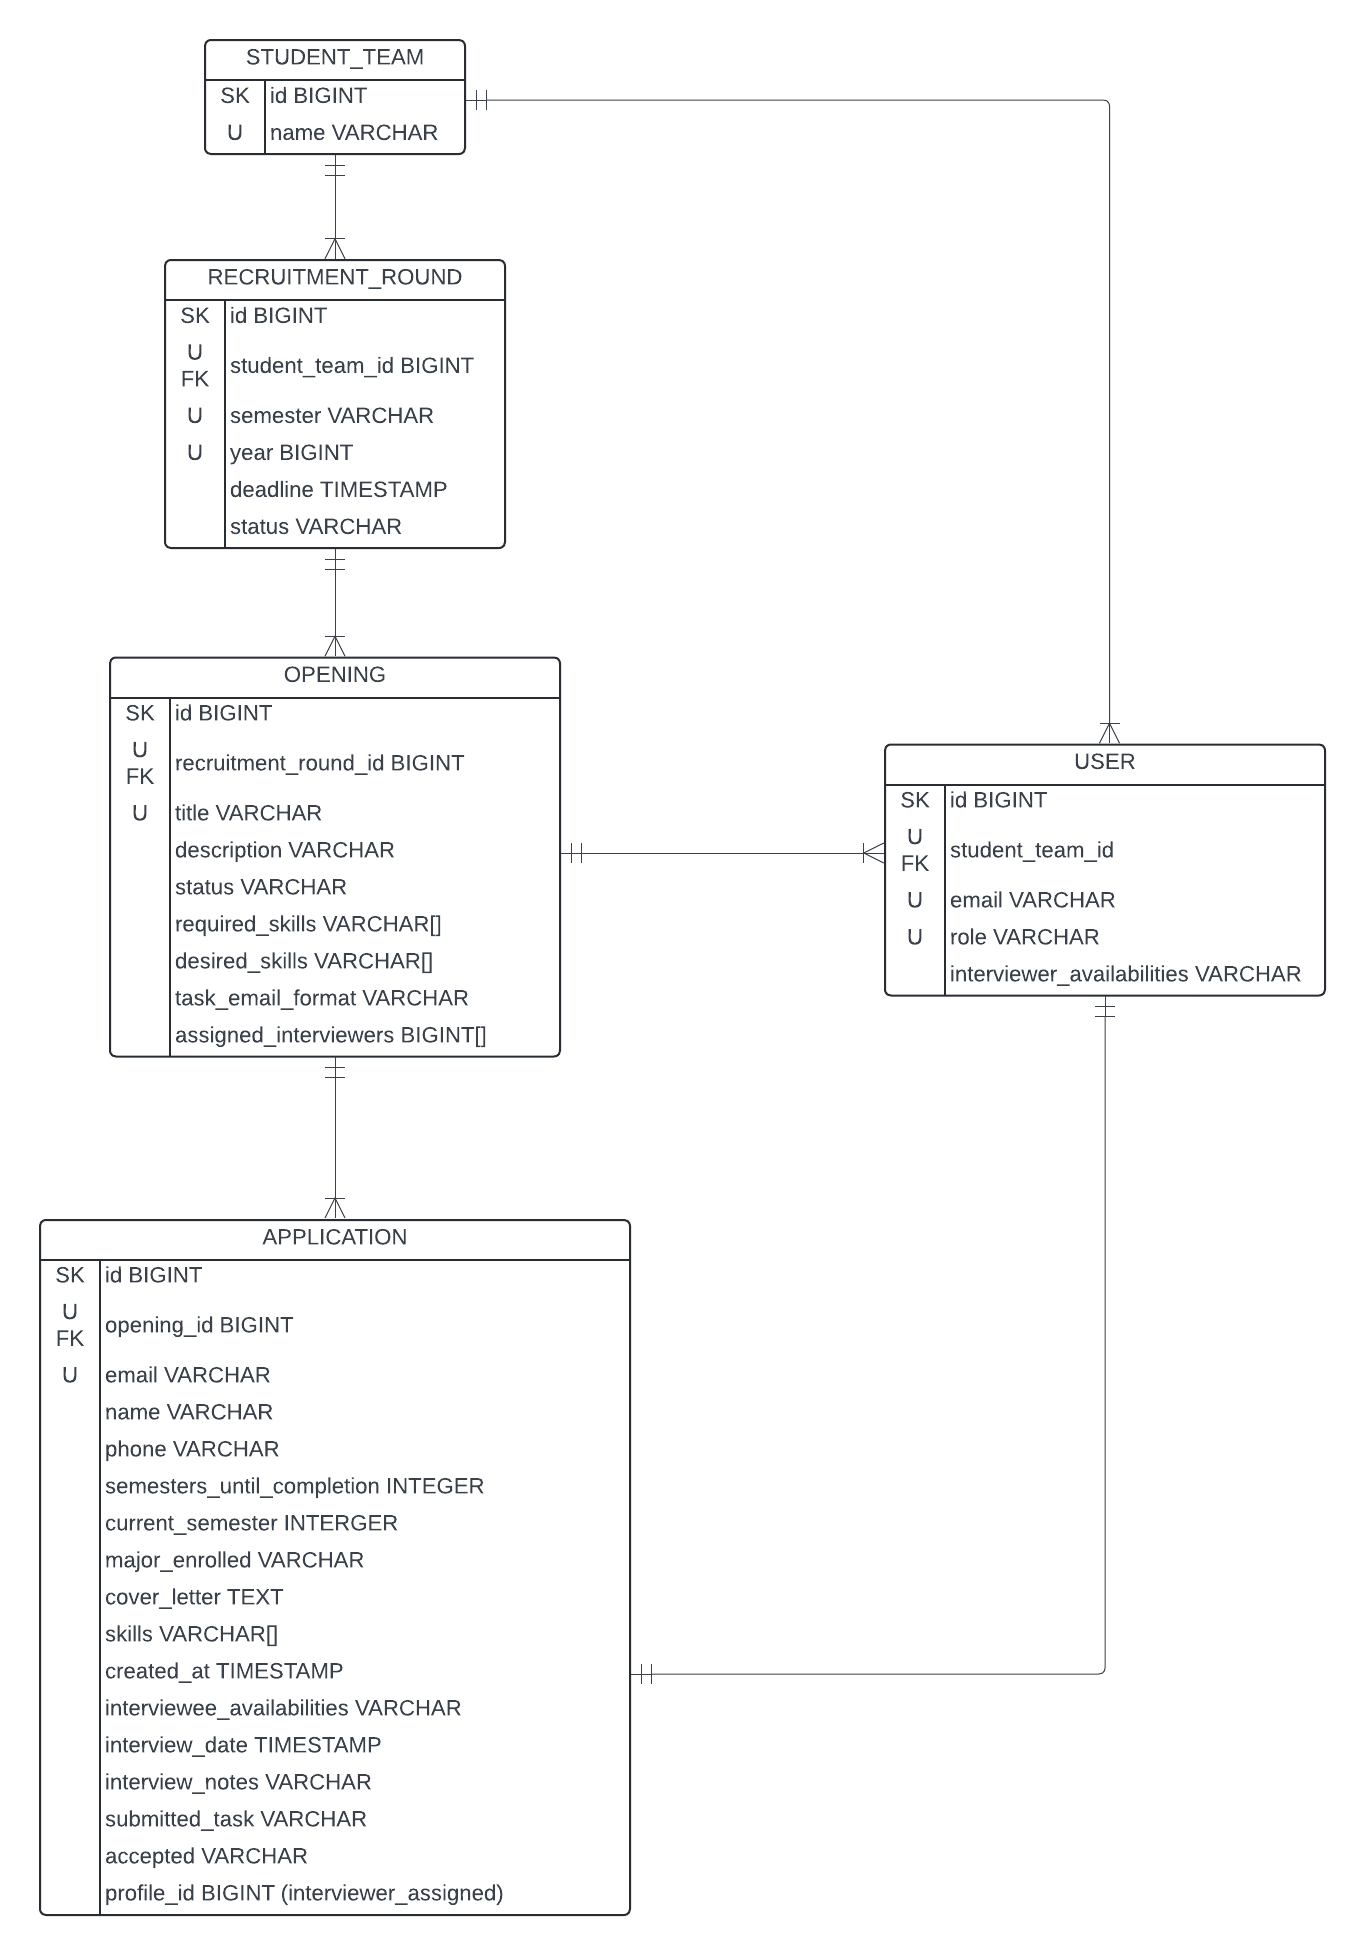 STUDENT_TEAM
SK id BIGINT
U name VARCHAR
RECRUITMENT_ROUND
SK id BIGINT
U
FK
student_team_id BIGINT
U semester VARCHAR
U year BIGINT
deadline TIMESTAMP
status VARCHAR
OPENING
SK id BIGINT
U
FK
recruitment_round_id BIGINT
U title VARCHAR
description VARCHAR
status VARCHAR
required_skills VARCHAR[]
desired_skills VARCHAR[]
task_email_format VARCHAR
assigned_interviewers BIGINT[]
USER
SK id BIGINT
U
FK
student_team_id
U email VARCHAR
U role VARCHAR
interviewer_availabilities VARCHAR
APPLICATION
SK id BIGINT
U
FK
opening_id BIGINT
U email VARCHAR
name VARCHAR
phone VARCHAR
semesters_until_completion INTEGER
current_semester INTERGER
major_enrolled VARCHAR
cover_letter TEXT
skills VARCHAR[]
created_at TIMESTAMP
interviewee_availabilities VARCHAR
interview_date TIMESTAMP
interview_notes VARCHAR
submitted_task VARCHAR
accepted VARCHAR
profile_id BIGINT (interviewer_assigned)